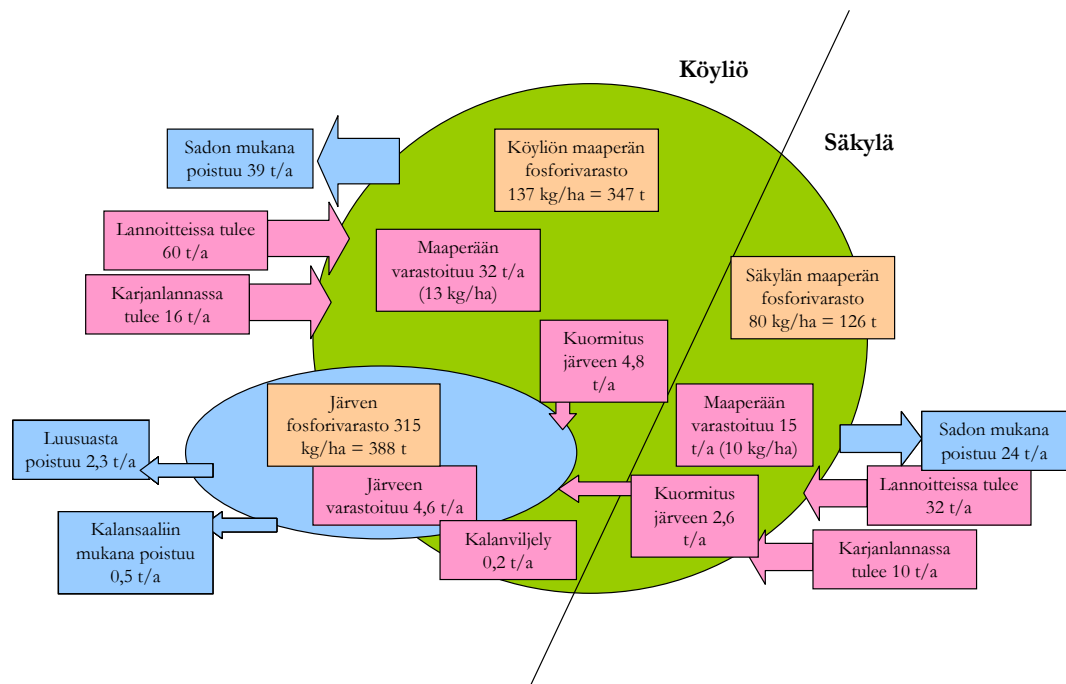 Köyliö
Säkylä
Sadon mukana
poistuu 39 t/a
Köyliön maaperän
fosforivarasto
137 kg/ha = 347 t
Lannoitteissa tulee
60 t/a
Maaperään
varastoituu 32 t/a
(13 kg/ha)
Karjanlannassa
tulee 16 t/a
Säkylän maaperän
fosforivarasto
80 kg/ha = 126 t
Kuormitus
järveen 4,8
t/a
Järven
fosforivarasto 315
kg/ha = 388 t
Maaperään
varastoituu 15
t/a (10 kg/ha)
Luusuasta
poistuu 2,3 t/a
Sadon mukana
poistuu 24 t/a
Järveen
varastoituu 4,6 t/a
Kuormitus
järveen 2,6
t/a
Lannoitteissa tulee
32 t/a
Kalansaaliin
mukana poistuu
0,5 t/a
Kalanviljely
0,2 t/a
Karjanlannassa
tulee 10 t/a